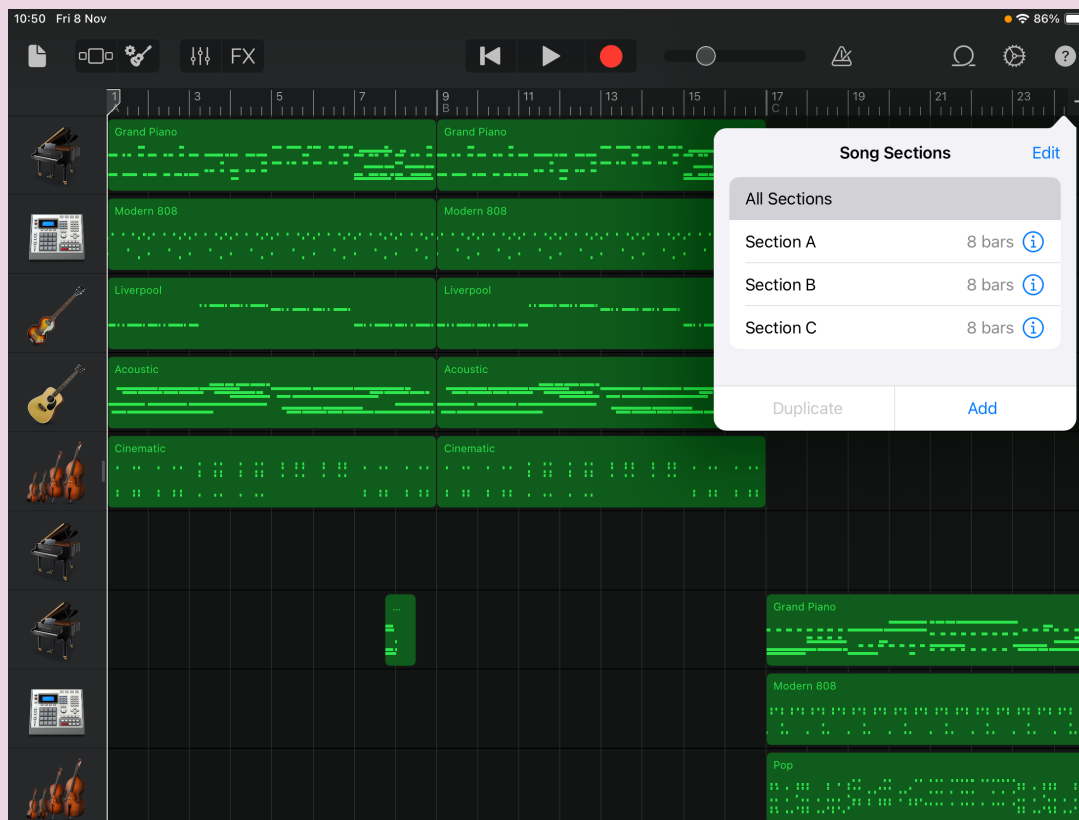 10:50 Fri 8 Nov 86%
FX ?
1 3 5 7 9 11 13 15 17 19 21 23
A B C
Grand Piano Grand Piano
Song Sections Edit
All Sections
Modern 808 Modern 808
Section A 8 bars i
Section B 8 bars i
Liverpool Liverpool
Section C 8 bars i
Acoustic Acoustic
Duplicate Add
Cinematic Cinematic
... Grand Piano
Modern 808
Pop